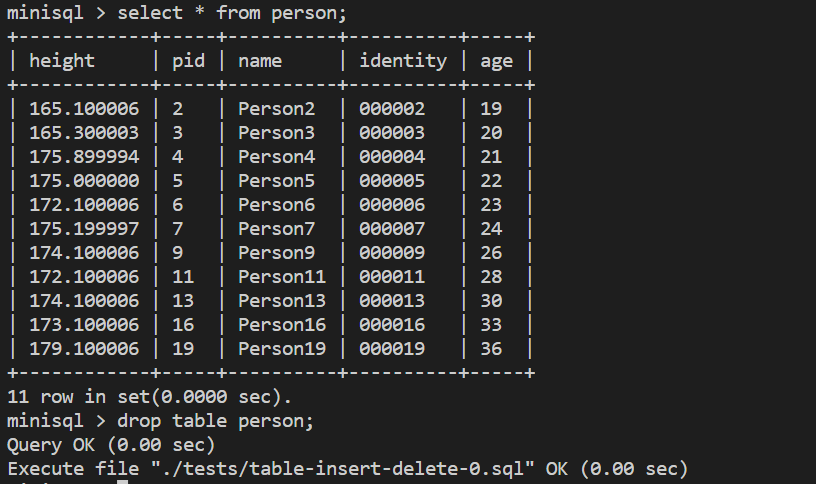 minisql > select * from person;
+------------+-----+----------+----------+-----+
| height     | pid | name     | identity | age |
+------------+-----+----------+----------+-----+
| 165.100006 | 2   | Person2  | 000002   | 19  |
| 165.300003 | 3   | Person3  | 000003   | 20  |
| 175.899994 | 4   | Person4  | 000004   | 21  |
| 175.000000 | 5   | Person5  | 000005   | 22  |
| 172.100006 | 6   | Person6  | 000006   | 23  |
| 175.199997 | 7   | Person7  | 000007   | 24  |
| 174.100006 | 9   | Person9  | 000009   | 26  |
| 172.100006 | 11  | Person11 | 000011   | 28  |
| 174.100006 | 13  | Person13 | 000013   | 30  |
| 173.100006 | 16  | Person16 | 000016   | 33  |
| 179.100006 | 19  | Person19 | 000019   | 36  |
+------------+-----+----------+----------+-----+
11 row in set(0.0000 sec).
minisql > drop table person;
Query OK (0.00 sec)
Execute file "./tests/table-insert-delete-0.sql" OK (0.00 sec)